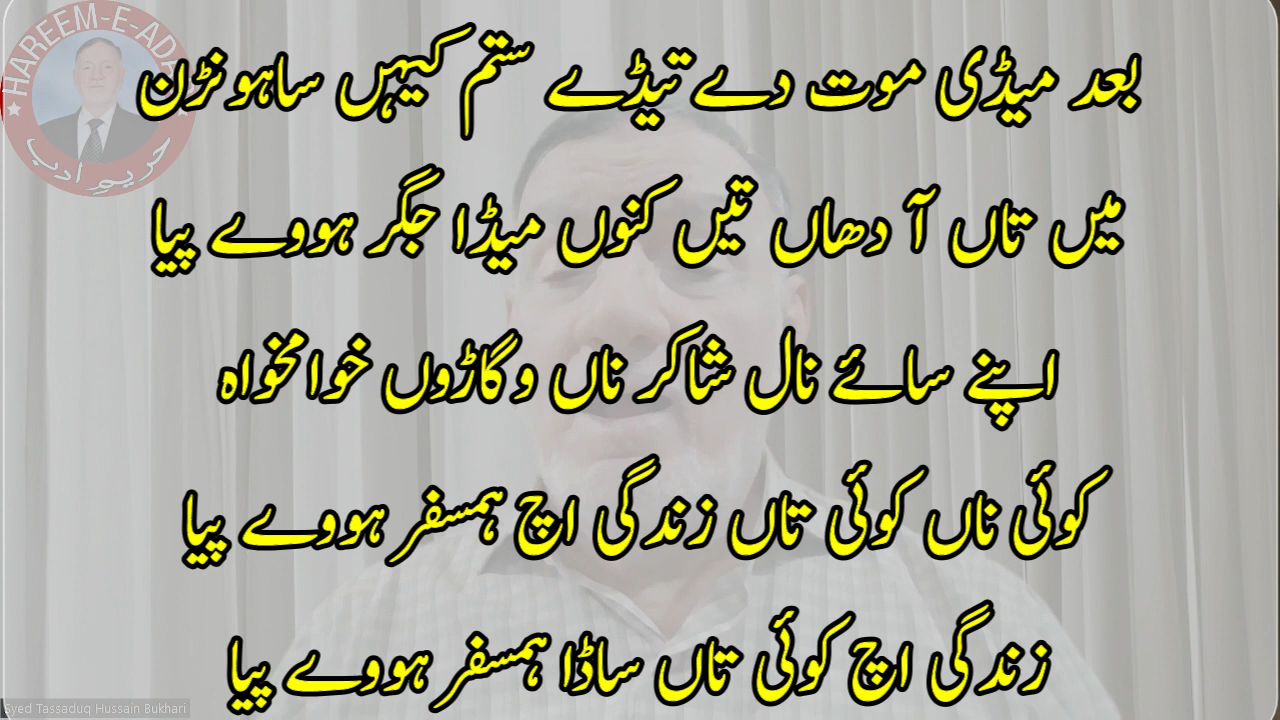 HAREEM-E-ADA
حریمِ ادب
بعد میڈی موت دے تیڈے ستم کیہں ساہونڑن
میں تاں آ دھاں تیں کنوں میڈا جگر ہووے پیا
اپنے سائے نال شاکر ناں وگاڑوں خوامخواہ
کوئی ناں کوئی تاں زندگی اچ ہمسفر ہووے پیا
زندگی اچ کوئی تاں ساڈا ہمسفر ہووے پیا
Syed Tassaduq Hussain Bukhari